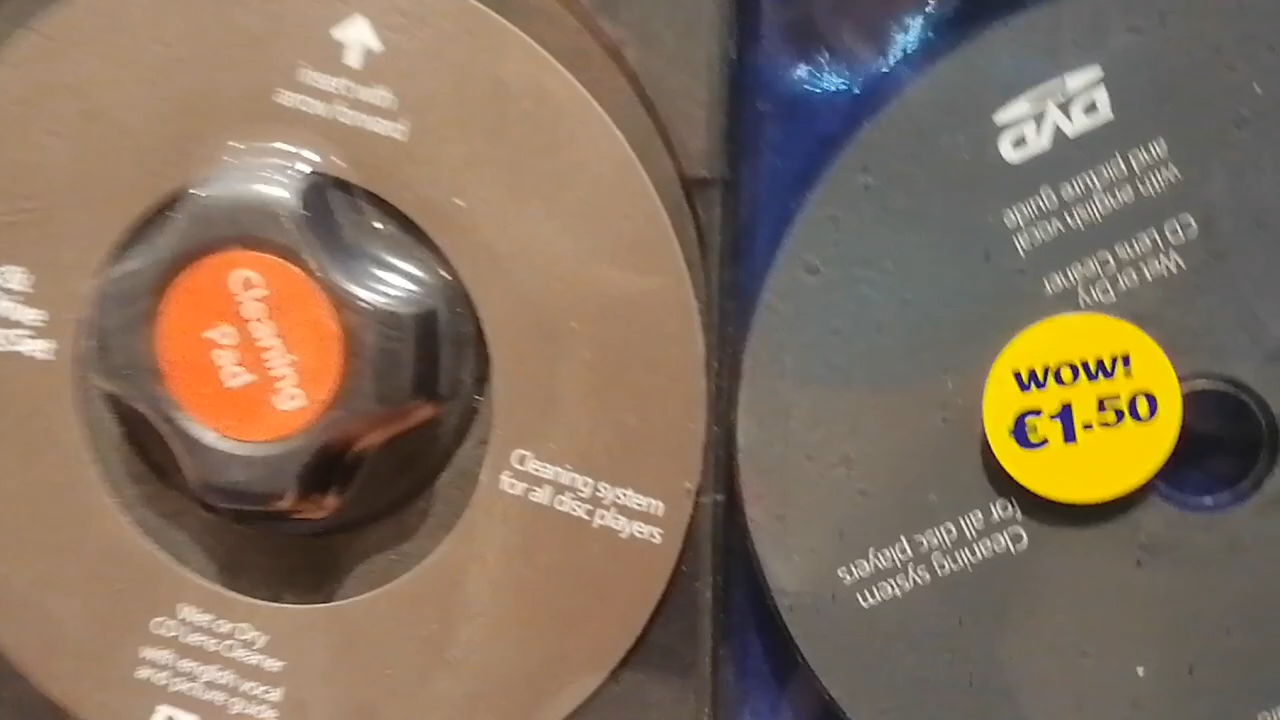 insert with
arrow forward
Cleaning
Pad
Cleaning system
for all disc players
Wet or Dry
CD Lens Cleaner
with english vocal
and picture guide
DVD
with english vocal
and picture guide
Wet or Dry
CD Lens Cleaner
WOW!
€1.50
Cleaning system
for all disc players